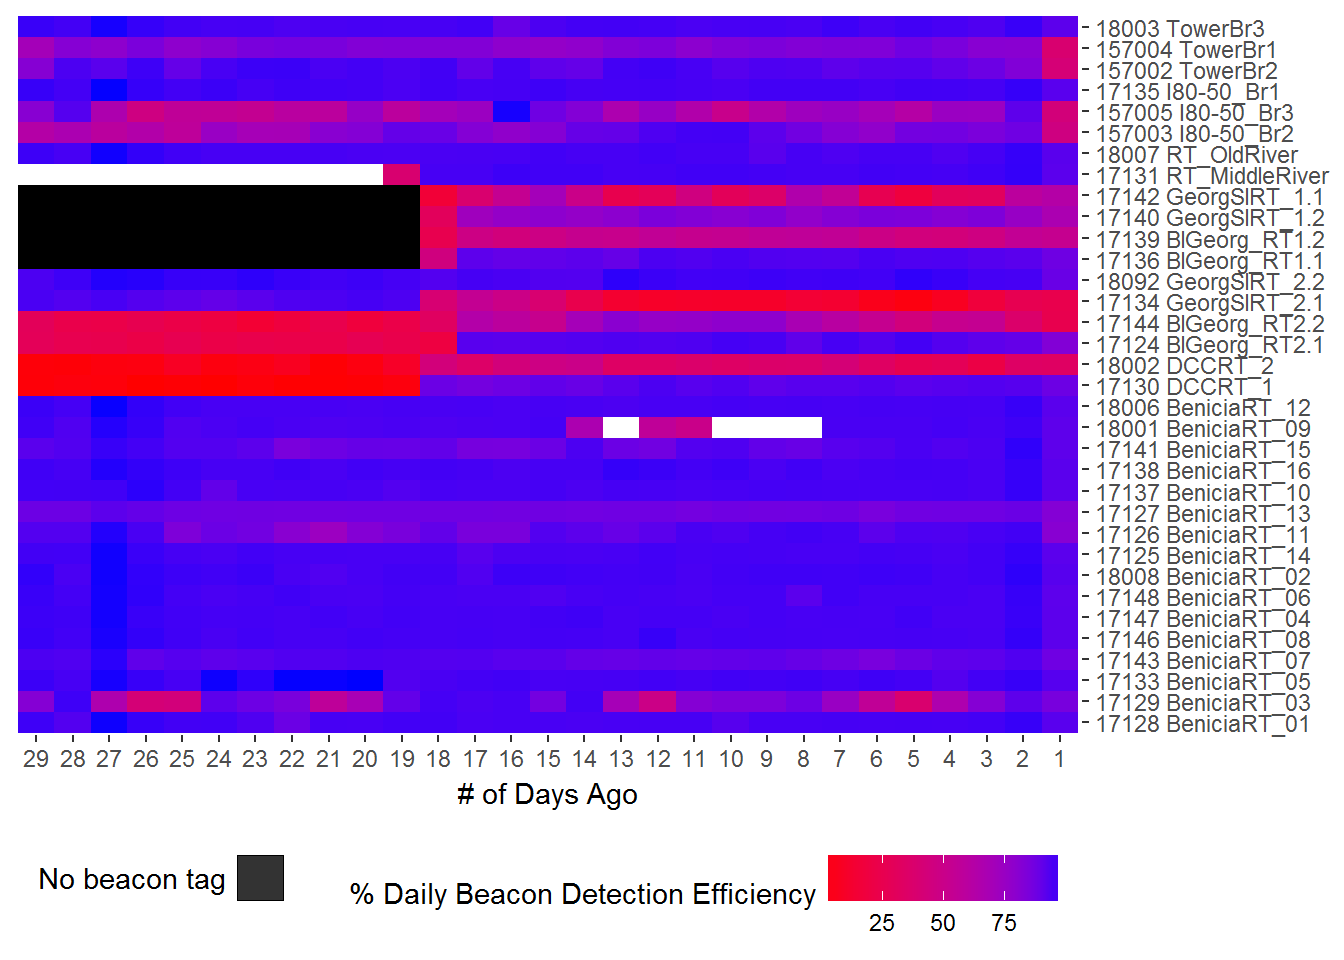 18003 TowerBr3
157004 TowerBr1
157002 TowerBr2
17135 I80-50_Br1
157005 I80-50_Br3
157003 I80-50_Br2
18007 RT_OldRiver
17131 RT_MiddleRiver
17142 GeorgSlRT_1.1
17140 GeorgSlRT_1.2
17139 BlGeorg_RT1.2
17136 BlGeorg_RT1.1
18092 GeorgSlRT_2.2
17134 GeorgSlRT_2.1
17144 BlGeorg_RT2.2
17124 BlGeorg_RT2.1
18002 DCCRT_2
17130 DCCRT_1
18006 BeniciaRT_12
18001 BeniciaRT_09
17141 BeniciaRT_15
17138 BeniciaRT_16
17137 BeniciaRT_10
17127 BeniciaRT_13
17126 BeniciaRT_11
17125 BeniciaRT_14
18008 BeniciaRT_02
17148 BeniciaRT_06
17147 BeniciaRT_04
17146 BeniciaRT_08
17143 BeniciaRT_07
17133 BeniciaRT_05
17129 BeniciaRT_03
17128 BeniciaRT_01
29 28 27 26 25 24 23 22 21 20 19 18 17 16 15 14 13 12 11 10 9 8 7 6 5 4 3 2 1
# of Days Ago
No beacon tag
% Daily Beacon Detection Efficiency
25 50 75